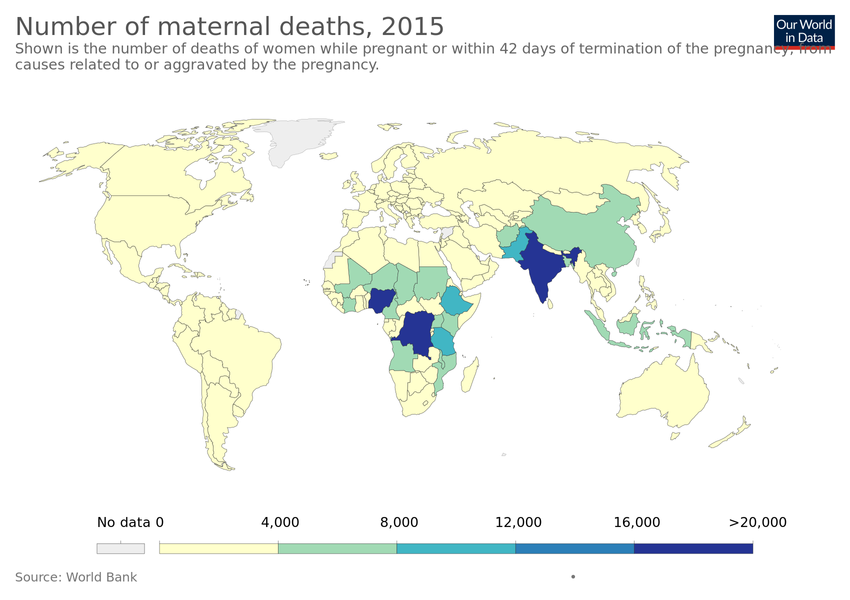 Number of maternal deaths, 2015
Our World
in Data
Shown is the number of deaths of women while pregnant or within 42 days of termination of the pregnancy, from
causes related to or aggravated by the pregnancy.
No data 0 4,000 8,000 12,000 16,000 >20,000
Source: World Bank